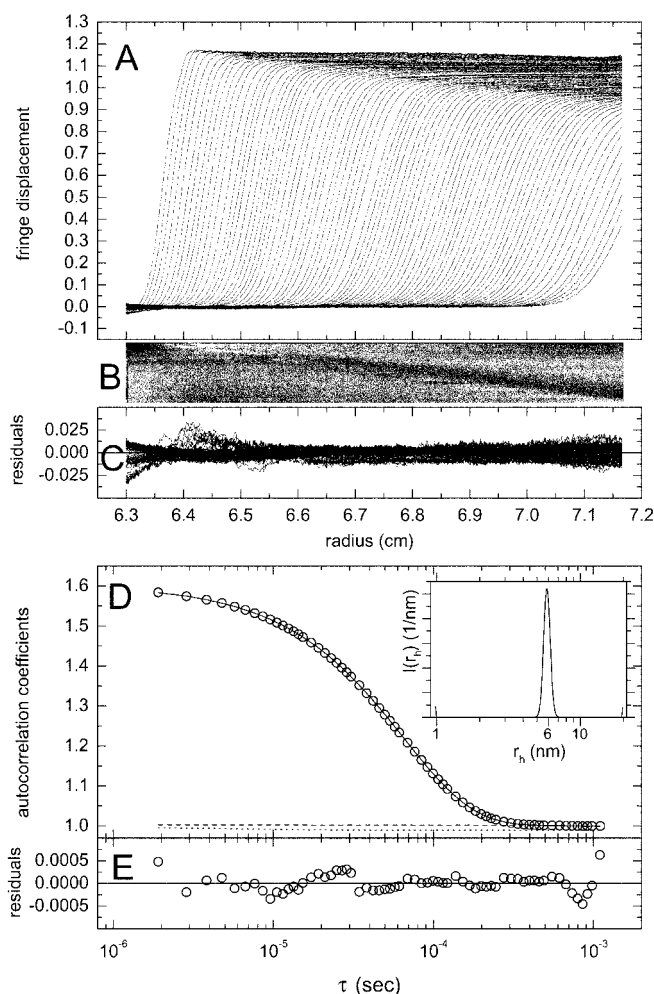 A
1.3
1.2
1.1
1.0
0.9
0.8
0.7
0.6
0.5
0.4
0.3
0.2
0.1
0.0
-0.1
fringe displacement
B
C
0.025
0.000
-0.025
residuals
6.3 6.4 6.5 6.6 6.7 6.8 6.9 7.0 7.1 7.2
radius (cm)
D
1.6
1.5
1.4
1.3
1.2
1.1
1.0
autocorrelation coefficients
I(r_h) (1/nm)
1 6 10
r_h (nm)
E
0.0005
0.0000
-0.0005
residuals
10^-6 10^-5 10^-4 10^-3
τ (sec)